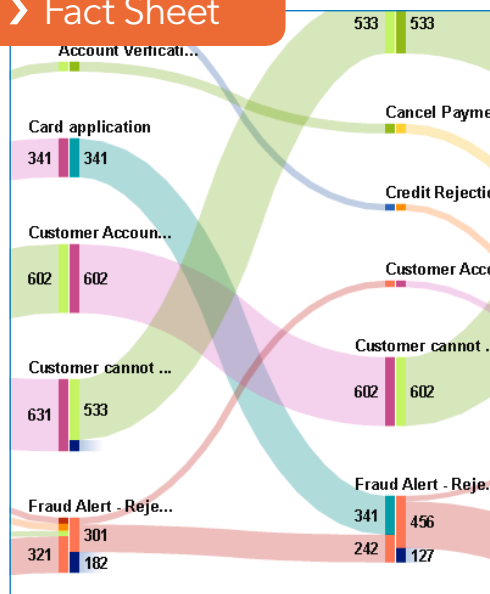 ❯ Fact Sheet
533 533
Account Verficati...
Cancel Payme
Card application
341 341
Credit Rejectio
Customer Accoun...
602 602
Customer Acco
Customer cannot ...
631 533
Customer cannot .
602 602
Fraud Alert - Reje...
301
321
182
Fraud Alert - Reje.
341 456
242 127